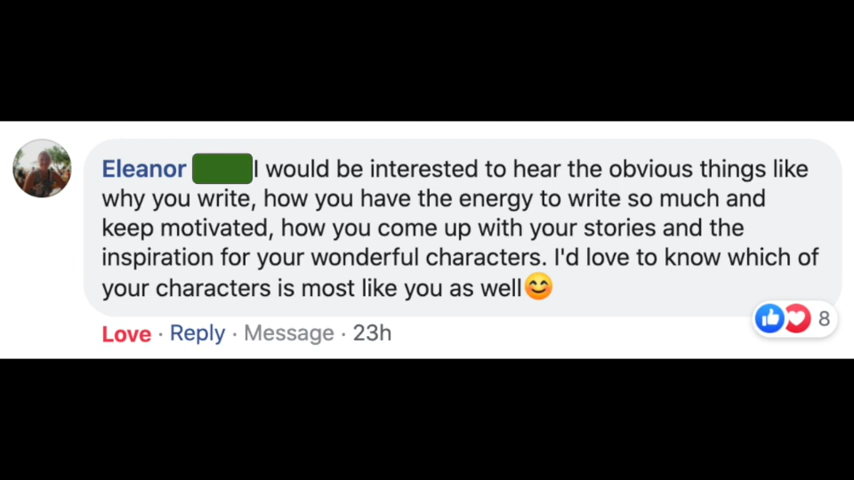 Eleanor I would be interested to hear the obvious things like
why you write, how you have the energy to write so much and
keep motivated, how you come up with your stories and the
inspiration for your wonderful characters. I'd love to know which of
your characters is most like you as well😊
8
Love · Reply · Message · 23h